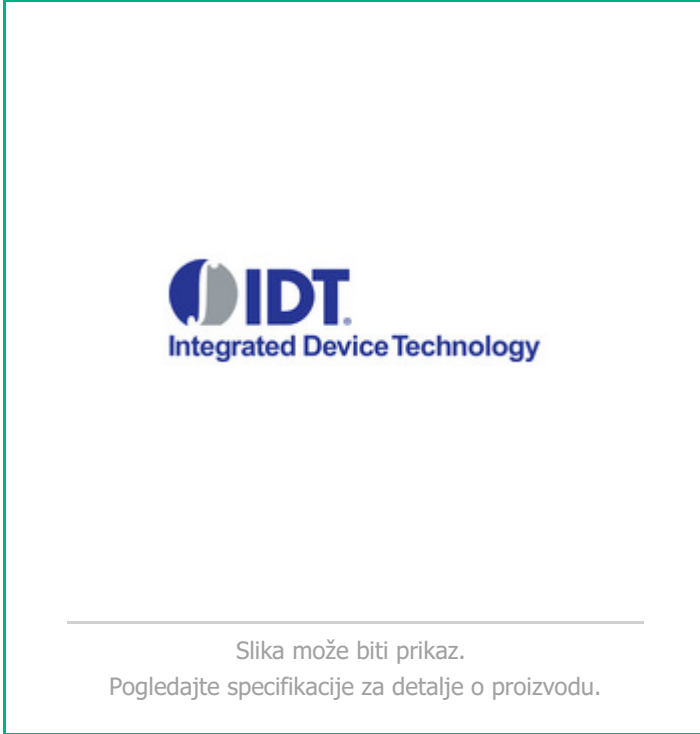 IDT®
Integrated Device Technology
Slika može biti prikaz.
Pogledajte specifikacije za detalje o proizvodu.